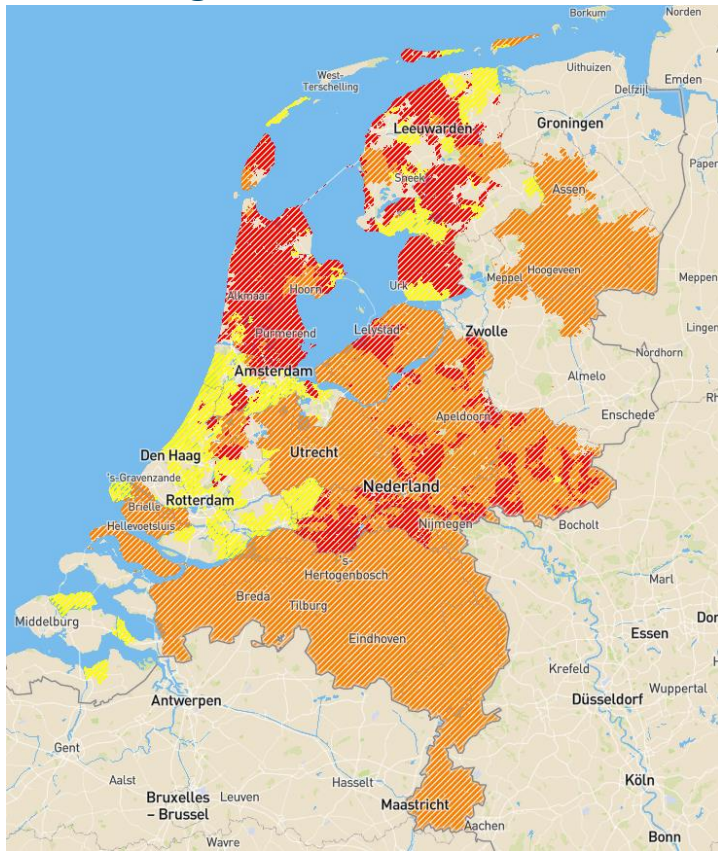 Borkum
Norden
West-
Terschelling
Uithuizen
Delfzijl
Emden
Leeuwarden
Groningen
Sneek
Assen
Hoogeveen
Urk
Meppel
Hoorn
Alkmaar
Purmerend
Lelystad
Zwolle
Nordhorn
Amsterdam
Almelo
Enschede
Apeldoorn
Den Haag
Utrecht
's-Gravenzande
Nederland
Rotterdam
Brielle
Hellevoetsluis
Nijmegen
Bocholt
's-
Hertogenbosch
Marl
Breda
Tilburg
Middelburg
Eindhoven
Essen
Krefeld
Wuppertal
Antwerpen
Düsseldorf
Gent
Hasselt
Aalst
Bruxelles
– Brussel
Leuven
Maastricht
Köln
Aachen
Wavre
Bonn